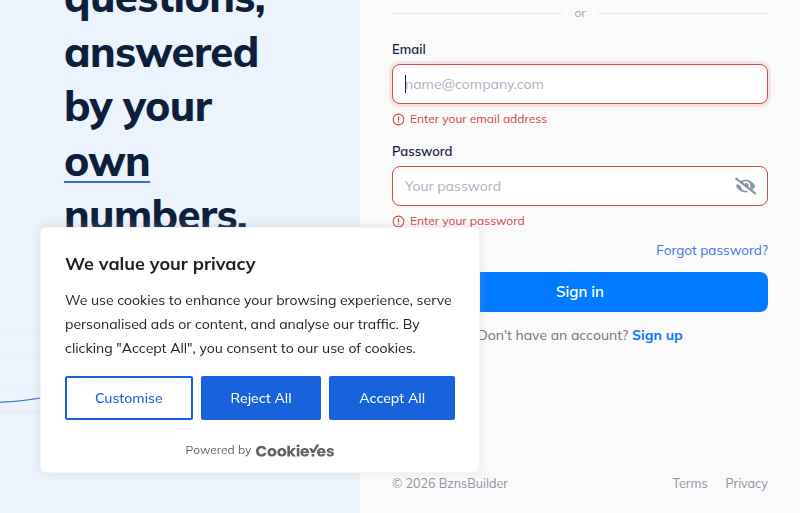 questions,
answered
by your
own
numbers.
or
Email
name@company.com
Enter your email address
Password
Your password
Enter your password
Forgot password?
Sign in
Don't have an account? Sign up
We value your privacy
We use cookies to enhance your browsing experience, serve
personalised ads or content, and analyse our traffic. By
clicking "Accept All", you consent to our use of cookies.
Customise
Reject All
Accept All
Powered by CookieYes
© 2026 BznsBuilder
Terms
Privacy